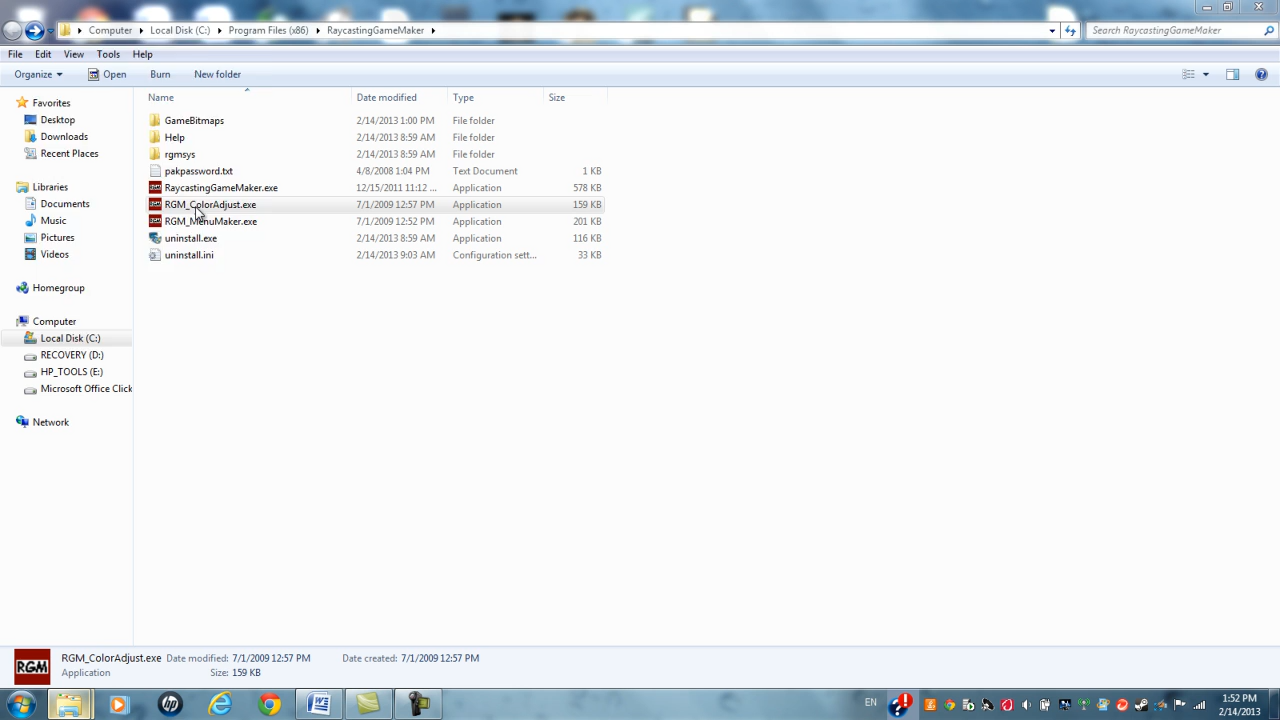 Computer Local Disk (C:) Program Files (x86) RaycastingGameMaker Search RaycastingGameMaker
File Edit View Tools Help
Organize Open Burn New folder
Name Date modified Type Size
Favorites
Desktop
Downloads
Recent Places
Libraries
Documents
Music
Pictures
Videos
Homegroup
Computer
Local Disk (C:)
RECOVERY (D:)
HP_TOOLS (E:)
Microsoft Office Click
Network
GameBitmaps 2/14/2013 1:00 PM File folder
Help 2/14/2013 8:59 AM File folder
rgmsys 2/14/2013 8:59 AM File folder
pakpassword.txt 4/8/2008 1:04 PM Text Document 1 KB
RaycastingGameMaker.exe 12/15/2011 11:12 ... Application 578 KB
RGM_ColorAdjust.exe 7/1/2009 12:57 PM Application 159 KB
RGM_MenuMaker.exe 7/1/2009 12:52 PM Application 201 KB
uninstall.exe 2/14/2013 8:59 AM Application 116 KB
uninstall.ini 2/14/2013 9:03 AM Configuration sett... 33 KB
RGM
RGM_ColorAdjust.exe Date modified: 7/1/2009 12:57 PM Date created: 7/1/2009 12:57 PM
Application Size: 159 KB
EN 1:52 PM
2/14/2013